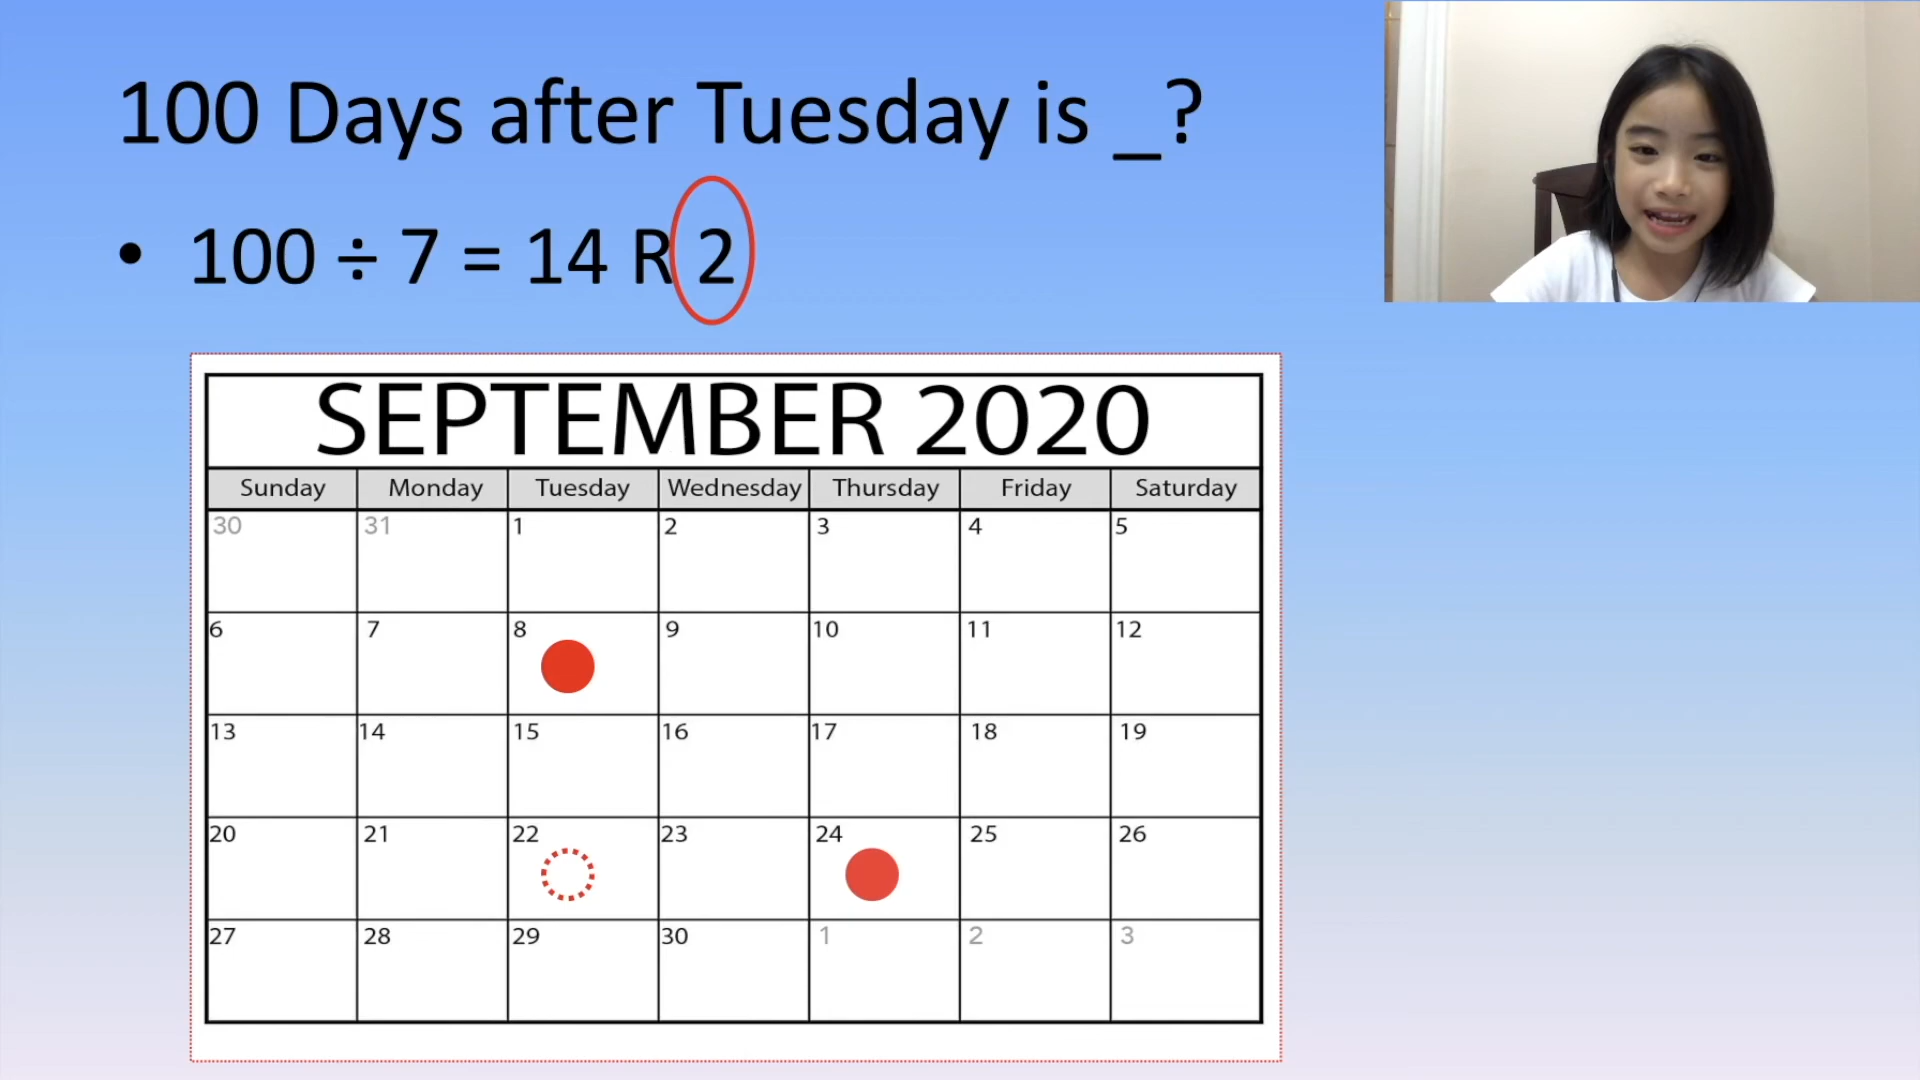 100 Days after Tuesday is _?
• 100 ÷ 7 = 14 R 2
SEPTEMBER 2020
Sunday Monday Tuesday Wednesday Thursday Friday Saturday
30 31 1 2 3 4 5
6 7 8 9 10 11 12
13 14 15 16 17 18 19
20 21 22 23 24 25 26
27 28 29 30 1 2 3